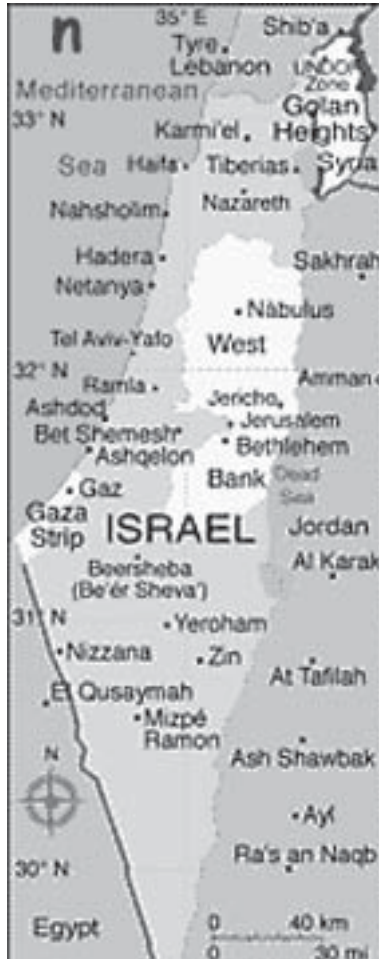 n
35° E
Shib'a
Tyre
Lebanon
UNDOF
Zone
Mediterranean
33° N
Golan
Heights
Karmi'el
Sea
Haifa
Tiberias
Syria
Nazareth
Nahsholim
Hadera
Sakhrah
Netanya
Nābulus
Tel Aviv-Yafo
West
32° N
Amman
Ramla
Jericho
Ashdod
Jerusalem
Bet Shemesh
Bethlehem
Ashqelon
Bank
Dead
Sea
Gaz
Gaza
Strip
ISRAEL
Jordan
Beersheba
(Be'ér Sheva')
Al Karak
31° N
Yeroham
Nizzana
Zin
At Tafilah
El Qusaymah
Mizpé
Ramon
N
Ash Shawbak
Ayl
Ra's an Naqb
30° N
Egypt
0 40 km
0 30 mi